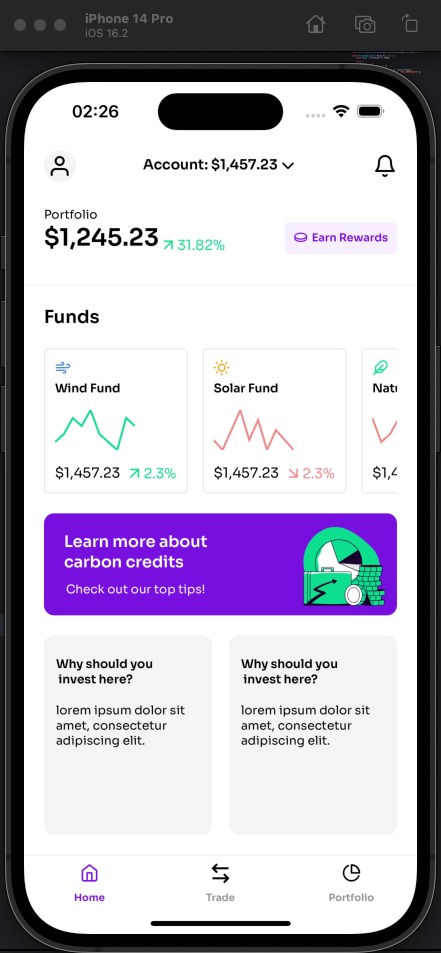 iPhone 14 Pro
iOS 16.2
02:26
Account: $1,457.23
Portfolio
$1,245.23 31.82%
Earn Rewards
Funds
Wind Fund
$1,457.23 2.3%
Solar Fund
$1,457.23 2.3%
Natu
$1,4
Learn more about
carbon credits
Check out our top tips!
Why should you
invest here?
lorem ipsum dolor sit
amet, consectetur
adipiscing elit.
Why should you
invest here?
lorem ipsum dolor sit
amet, consectetur
adipiscing elit.
Home
Trade
Portfolio